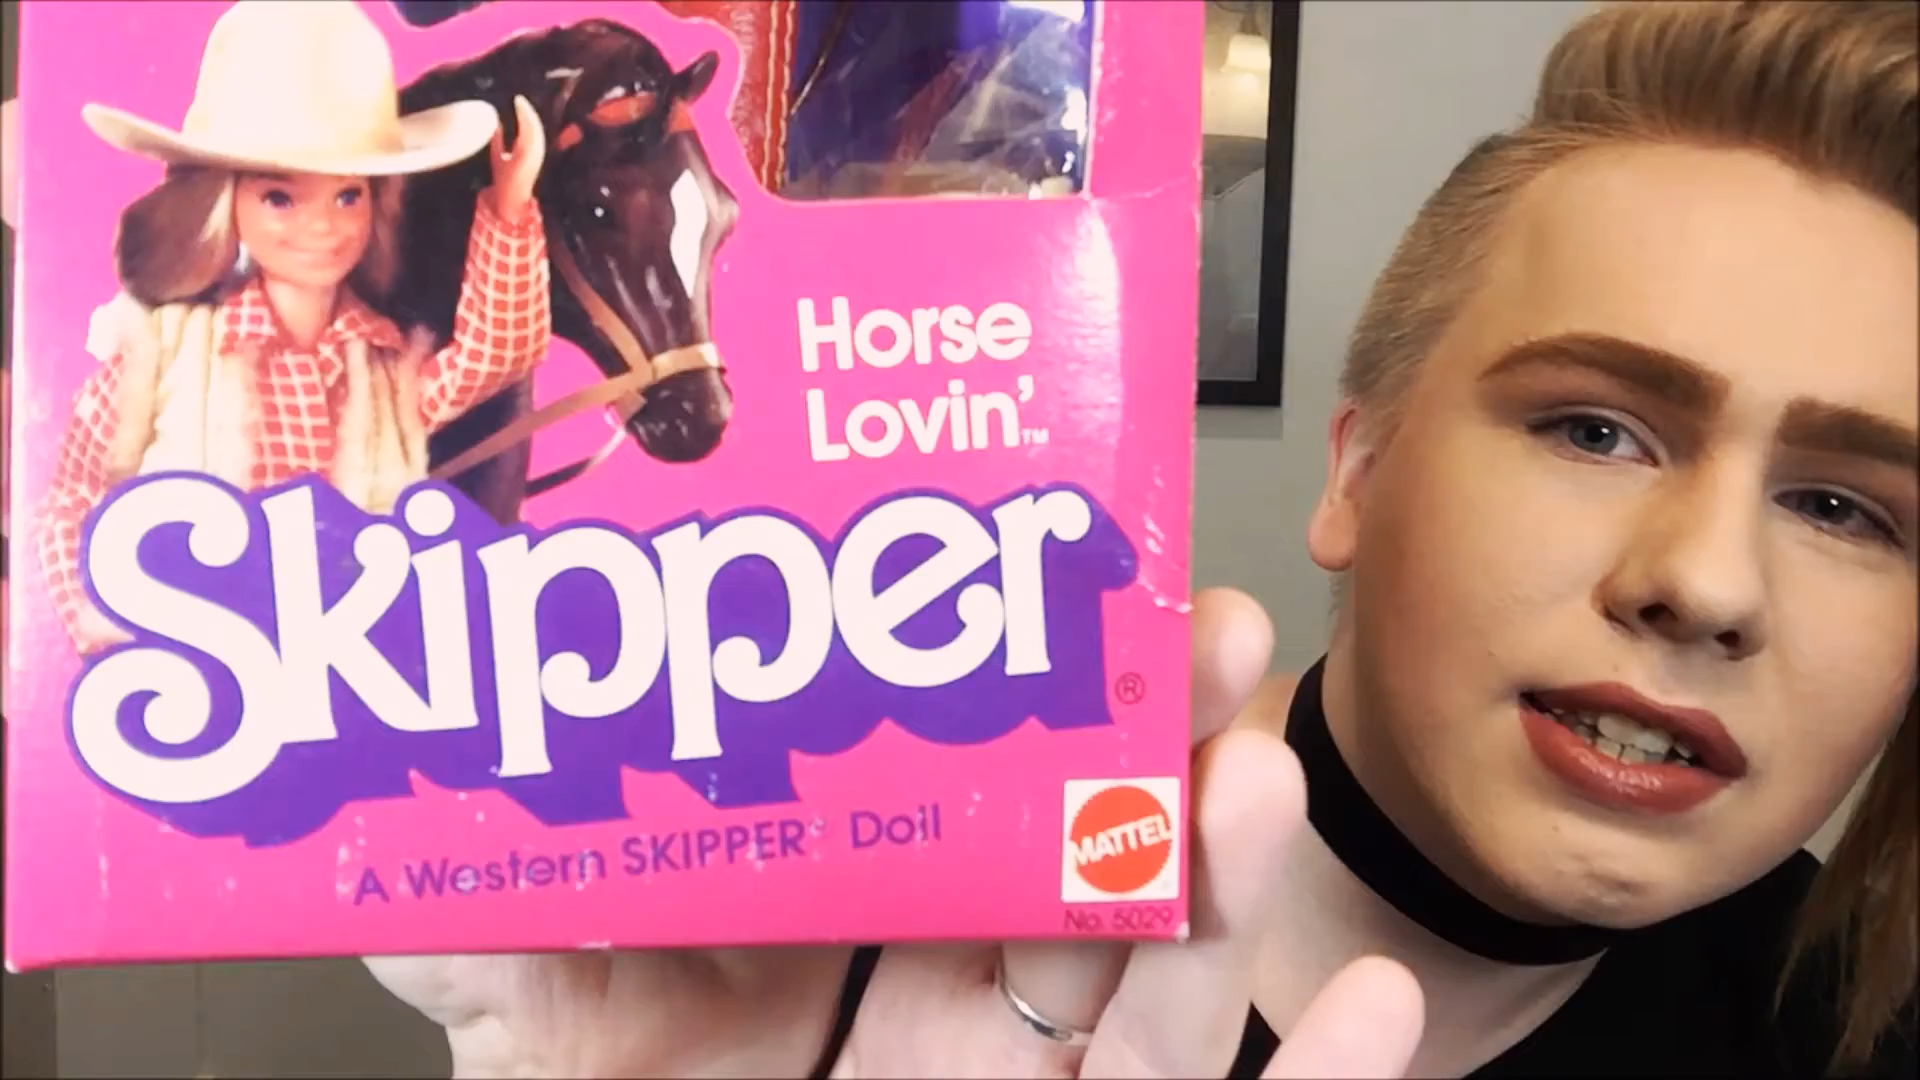 Horse
Lovin'™
Skipper®
A Western SKIPPER® Doll
MATTEL
No. 5029